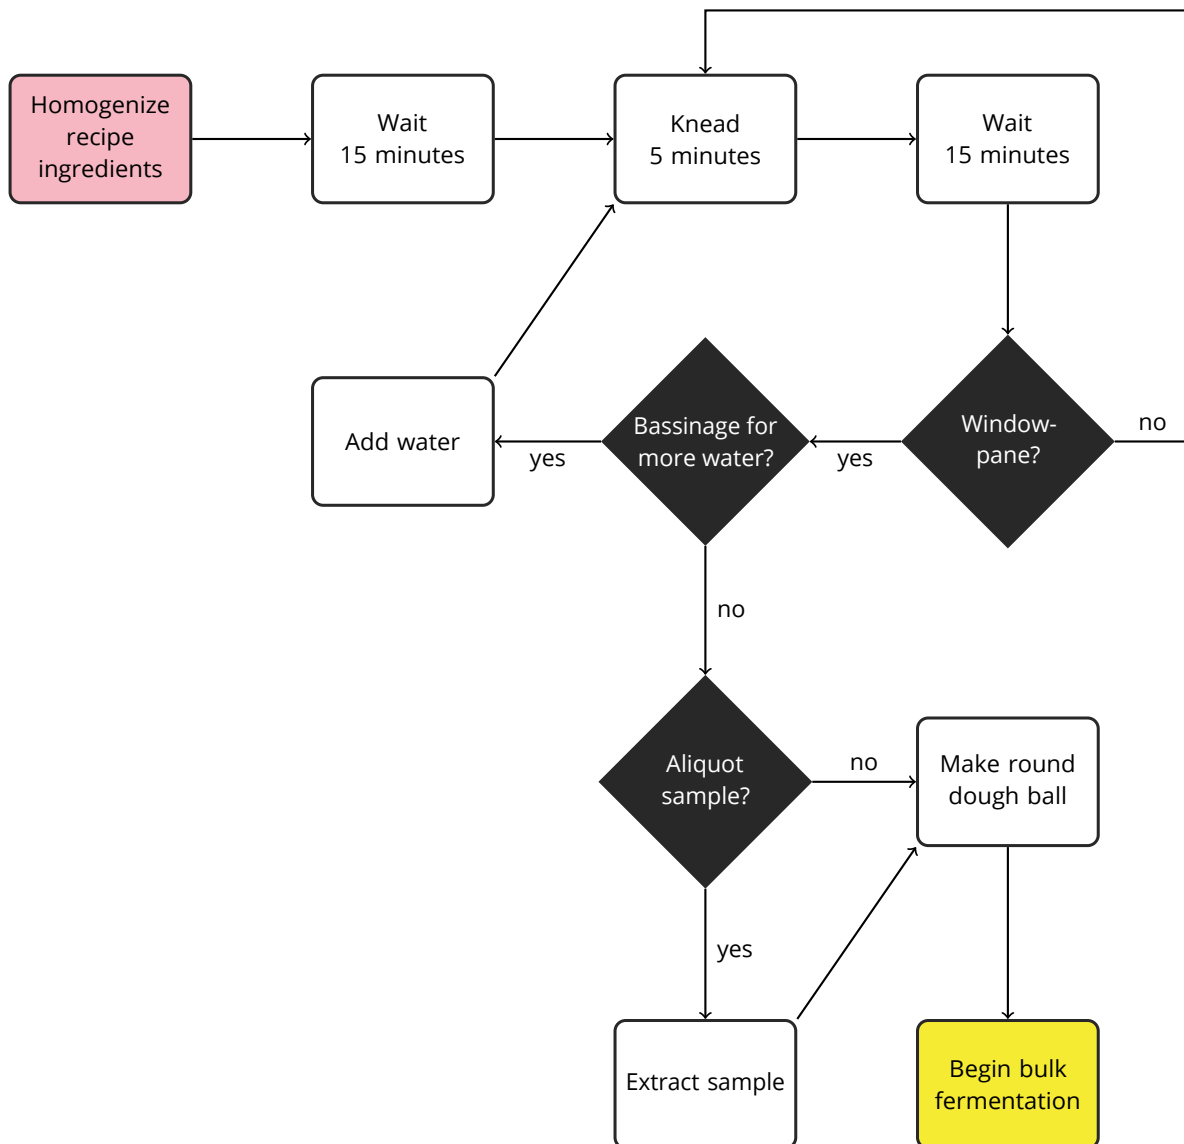 Homogenize
recipe
ingredients
Wait
15 minutes
Knead
5 minutes
Wait
15 minutes
Add water
yes
Bassinage for
more water?
yes
Window-
pane?
no
no
Aliquot
sample?
no
Make round
dough ball
yes
Extract sample
Begin bulk
fermentation